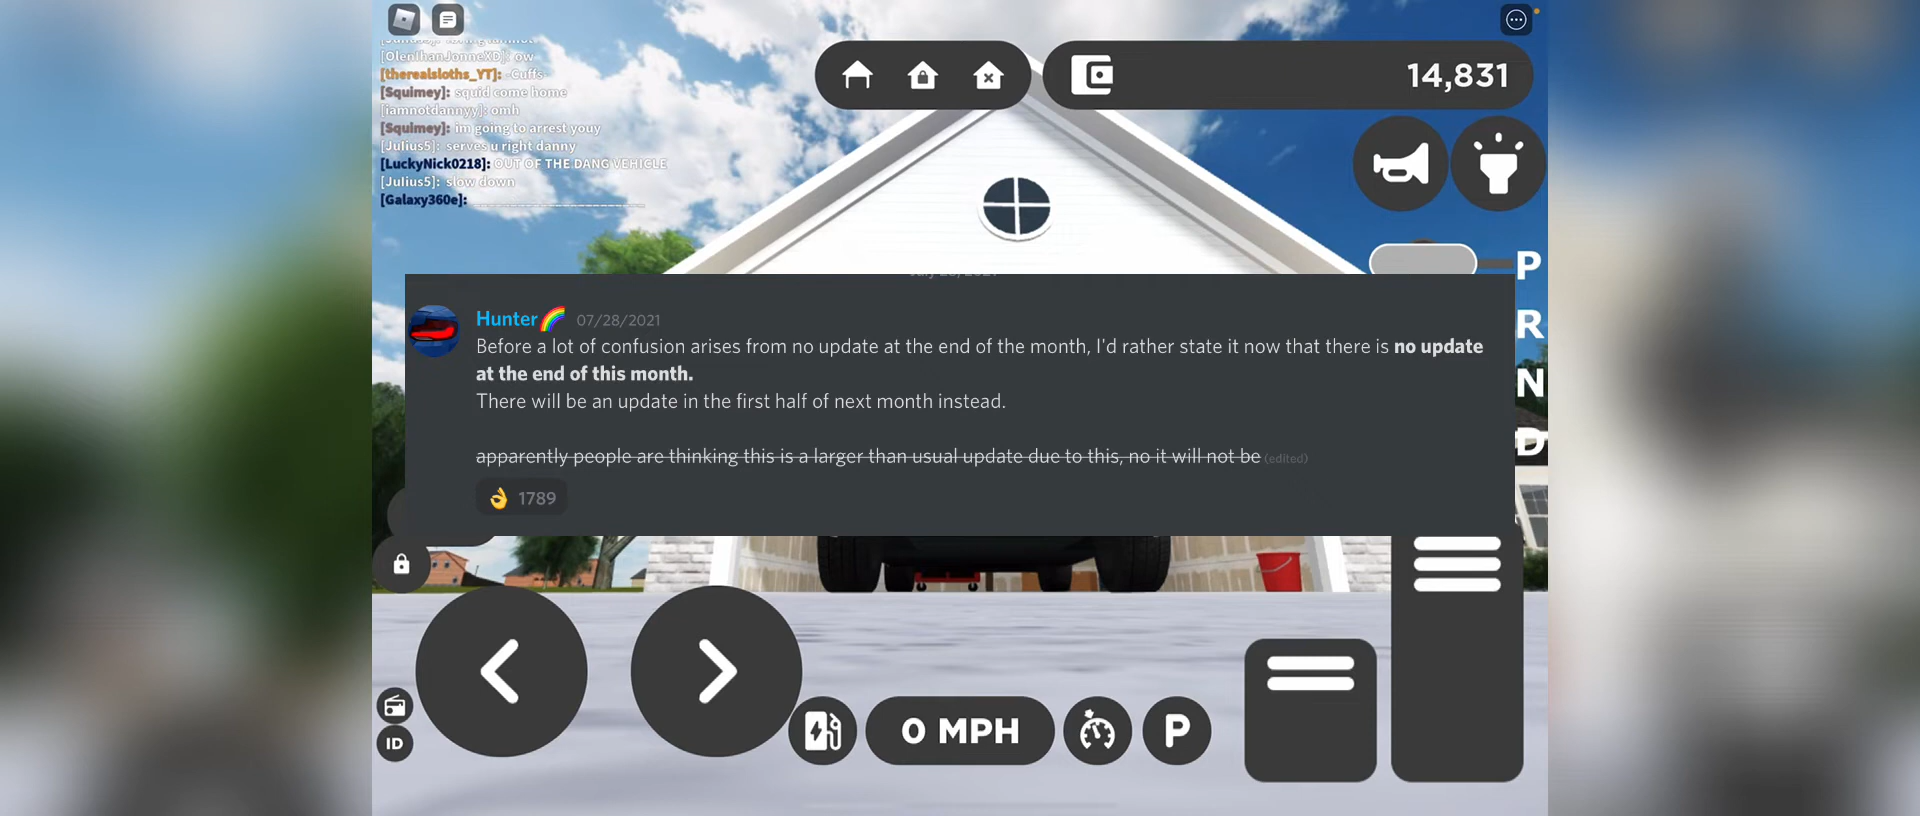 [OlenIhanJonneXD]: ow
[therealsloths_YT]: -Cuffs-
[Squimey]: squid come home
[iamnotdannyy]: omh
[Squimey]: im going to arrest youy
[Julius5]: serves u right danny
[LuckyNick0218]: OUT OF THE DANG VEHICLE
[Julius5]: slow down
[Galaxy360e]: ________________________
14,831
P
R
N
D
Hunter🌈 07/28/2021
Before a lot of confusion arises from no update at the end of the month, I'd rather state it now that there is no update
at the end of this month.
There will be an update in the first half of next month instead.
apparently people are thinking this is a larger than usual update due to this, no it will not be (edited)
👌 1789
ID
0 MPH
P